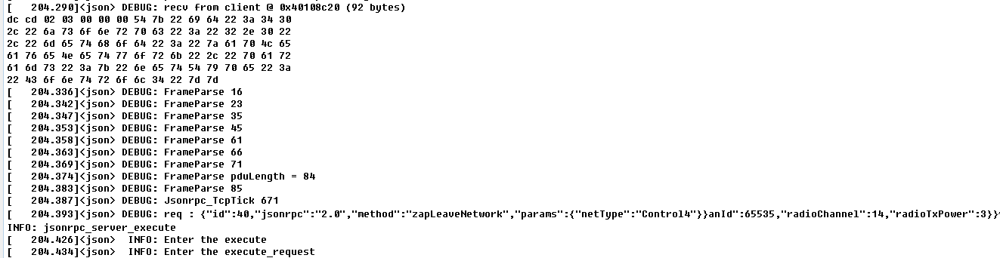 [   204.290]<json> DEBUG: recv from client @ 0x40108c20 (92 bytes)
dc cd 02 03 00 00 00 54 7b 22 69 64 22 3a 34 30
2c 22 6a 73 6f 6e 72 70 63 22 3a 22 32 2e 30 22
2c 22 6d 65 74 68 6f 64 22 3a 22 7a 61 70 4c 65
61 76 65 4e 65 74 77 6f 72 6b 22 2c 22 70 61 72
61 6d 73 22 3a 7b 22 6e 65 74 54 79 70 65 22 3a
22 43 6f 6e 74 72 6f 6c 34 22 7d 7d
[   204.336]<json> DEBUG: FrameParse 16
[   204.342]<json> DEBUG: FrameParse 23
[   204.347]<json> DEBUG: FrameParse 35
[   204.353]<json> DEBUG: FrameParse 45
[   204.358]<json> DEBUG: FrameParse 61
[   204.363]<json> DEBUG: FrameParse 66
[   204.369]<json> DEBUG: FrameParse 71
[   204.374]<json> DEBUG: FrameParse pduLength = 84
[   204.383]<json> DEBUG: FrameParse 85
[   204.387]<json> DEBUG: Jsonrpc_TcpTick 671
[   204.393]<json> DEBUG: req : {"id":40,"jsonrpc":"2.0","method":"zapLeaveNetwork","params":{"netType":"Control4"}}anId":65535,"radioChannel":14,"radioTxPower":3}}
INFO: jsonrpc_server_execute
[   204.426]<json>  INFO: Enter the execute
[   204.434]<json>  INFO: Enter the execute_request